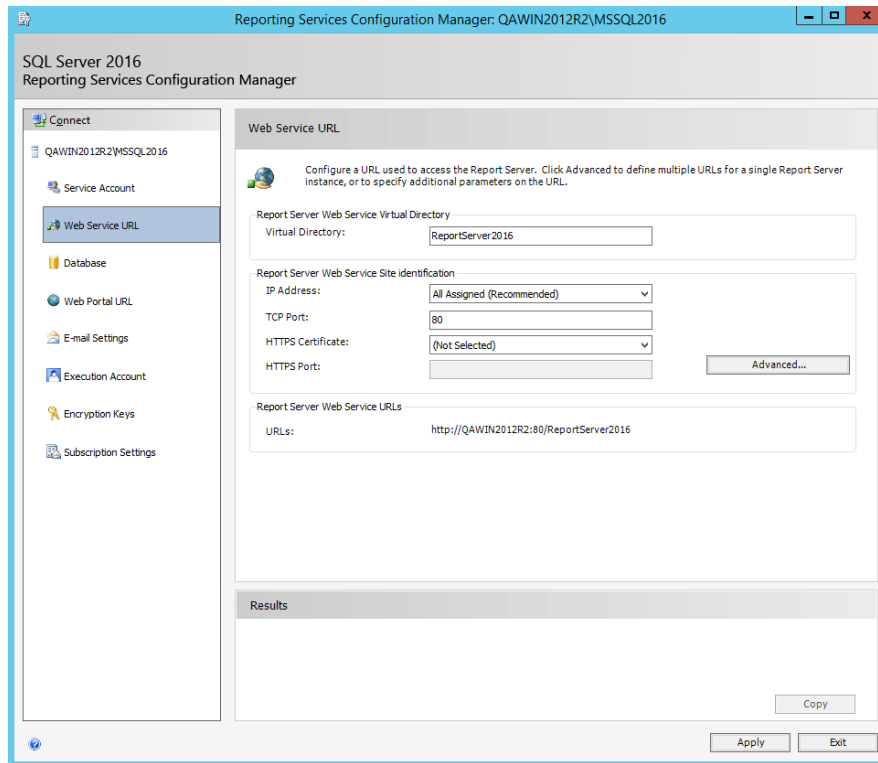 Reporting Services Configuration Manager: QAWIN2012R2\MSSQL2016
SQL Server 2016
Reporting Services Configuration Manager
Connect
QAWIN2012R2\MSSQL2016
Service Account
Web Service URL
Database
Web Portal URL
E-mail Settings
Execution Account
Encryption Keys
Subscription Settings
Web Service URL
Configure a URL used to access the Report Server. Click Advanced to define multiple URLs for a single Report Server
instance, or to specify additional parameters on the URL.
Report Server Web Service Virtual Directory
Virtual Directory: ReportServer2016
Report Server Web Service Site identification
IP Address: All Assigned (Recommended)
TCP Port: 80
HTTPS Certificate: (Not Selected)
HTTPS Port:
Advanced...
Report Server Web Service URLs
URLs: http://QAWIN2012R2:80/ReportServer2016
Results
Copy
Apply Exit